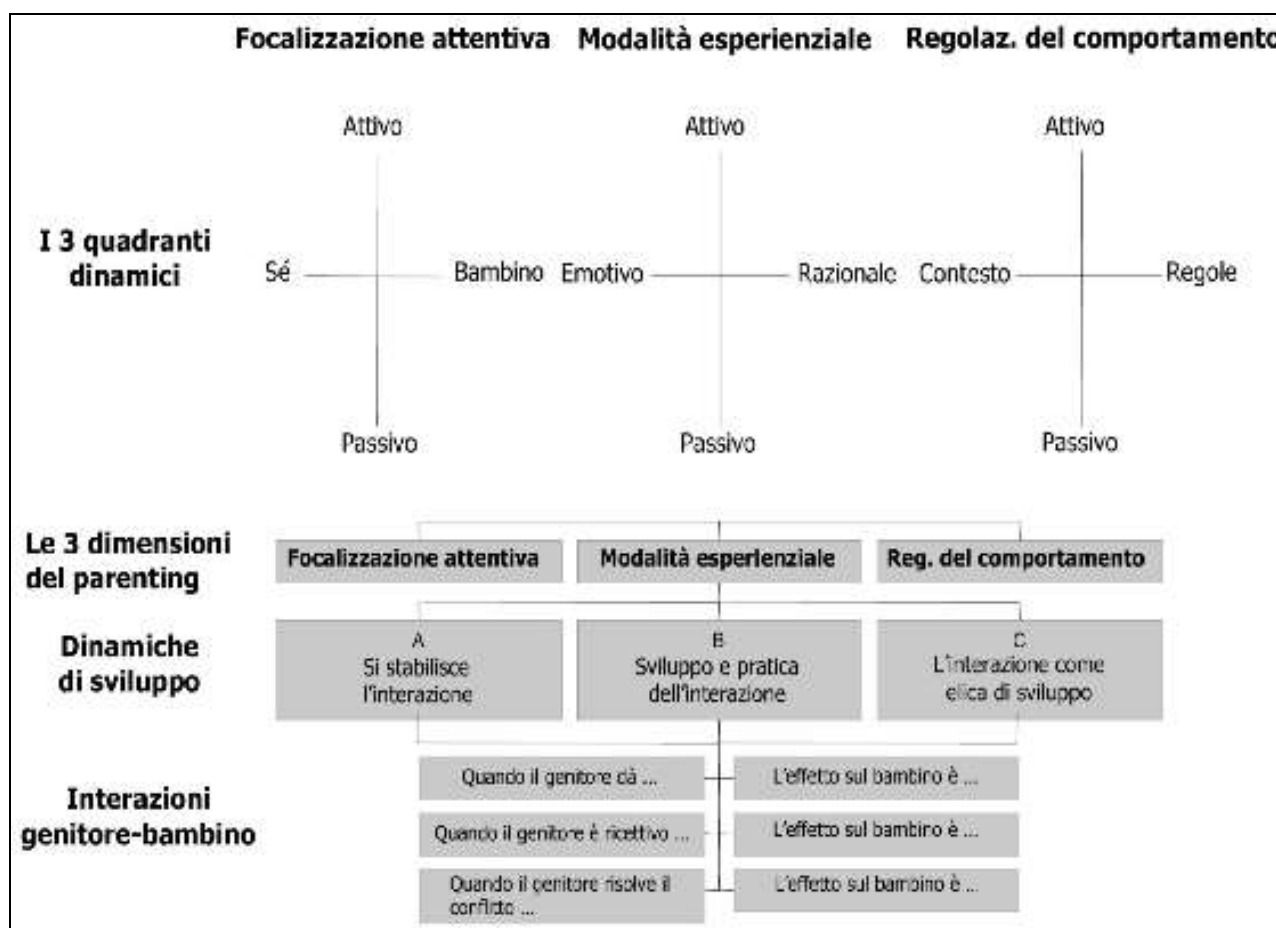 Focalizzazione attentiva Modalità esperienziale Regolaz. del comportamento
Attivo Attivo Attivo
I 3 quadranti
dinamici
Sé Bambino Emotivo Razionale Contesto Regole
Passivo Passivo Passivo
Le 3 dimensioni
del parenting
Focalizzazione attentiva Modalità esperienziale Reg. del comportamento
Dinamiche
di sviluppo
A B C
Si stabilisce Sviluppo e pratica L'interazione come
l'interazione dell'interazione elica di sviluppo
Interazioni
genitore-bambino
Quando il genitore dà ... L'effetto sul bambino è ...
Quando il genitore è ricettivo ... L'effetto sul bambino è ...
Quando il genitore risolve il L'effetto sul bambino è ...
conflitto ...